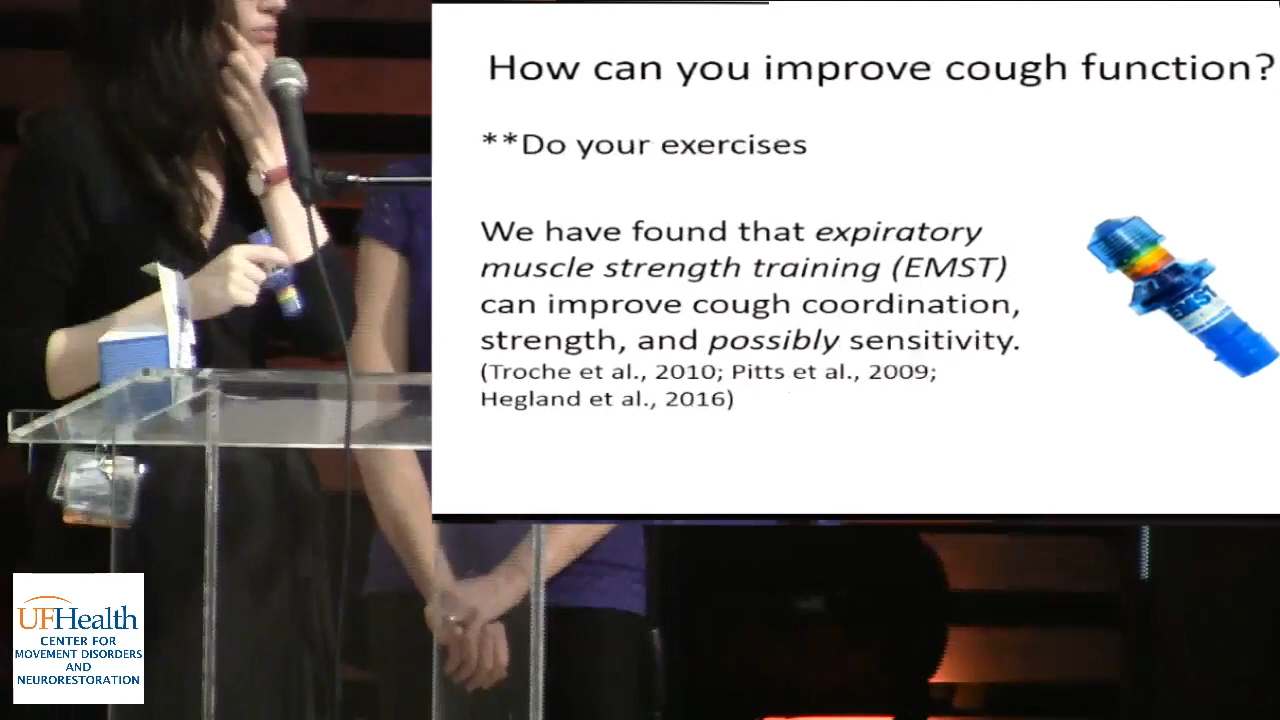 How can you improve cough function?
**Do your exercises
We have found that expiratory
muscle strength training (EMST)
can improve cough coordination,
strength, and possibly sensitivity.
(Troche et al., 2010; Pitts et al., 2009;
Hegland et al., 2016)
EMST
UFHealth
CENTER FOR
MOVEMENT DISORDERS
AND
NEURORESTORATION